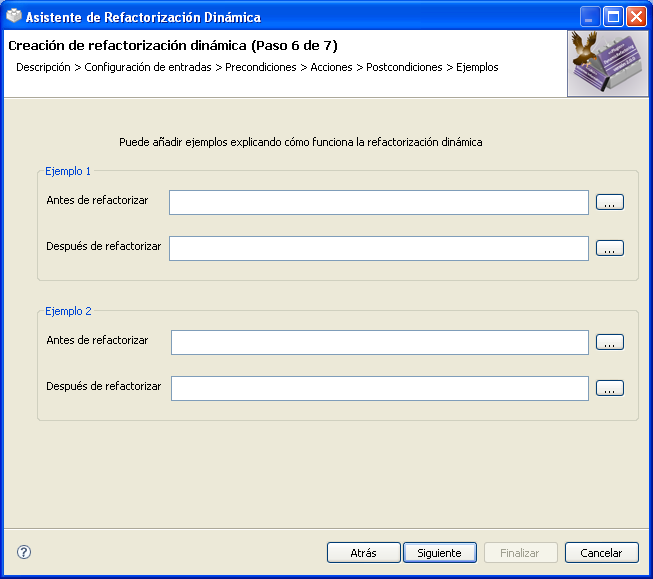 Asistente de Refactorización Dinámica
Creación de refactorización dinámica (Paso 6 de 7)
Descripción > Configuración de entradas > Precondiciones > Acciones > Postcondiciones > Ejemplos
Puede añadir ejemplos explicando cómo funciona la refactorización dinámica
Ejemplo 1
Antes de refactorizar
...
Después de refactorizar
...
Ejemplo 2
Antes de refactorizar
...
Después de refactorizar
...
?
Atrás
Siguiente
Finalizar
Cancelar